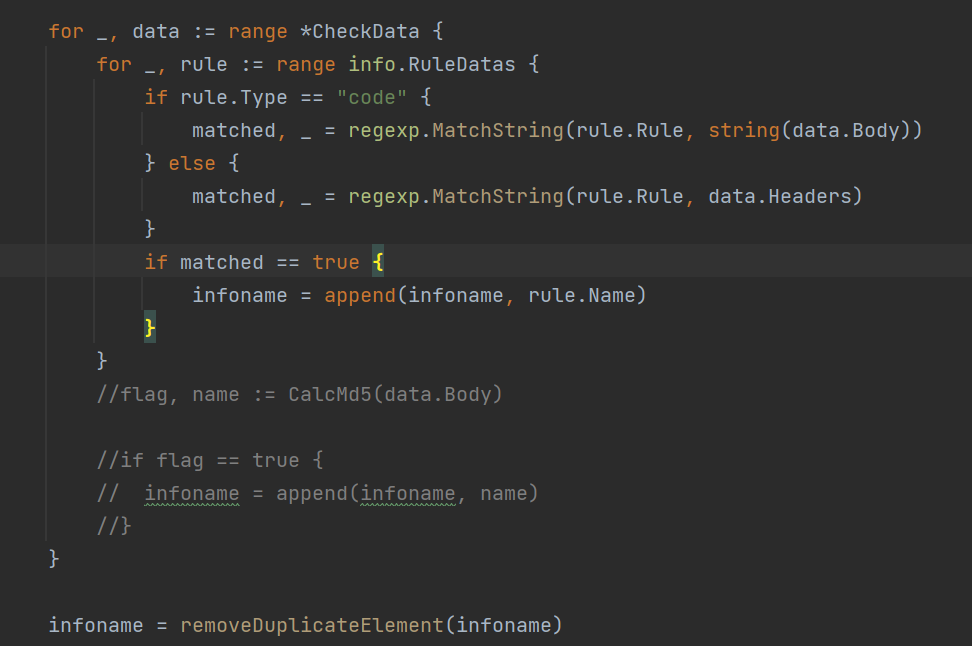 for _, data := range *CheckData {
    for _, rule := range info.RuleDatas {
        if rule.Type == "code" {
            matched, _ = regexp.MatchString(rule.Rule, string(data.Body))
        } else {
            matched, _ = regexp.MatchString(rule.Rule, data.Headers)
        }
        if matched == true {
            infoname = append(infoname, rule.Name)
        }
    }
    //flag, name := CalcMd5(data.Body)

    //if flag == true {
    //  infoname = append(infoname, name)
    //}
}

infoname = removeDuplicateElement(infoname)